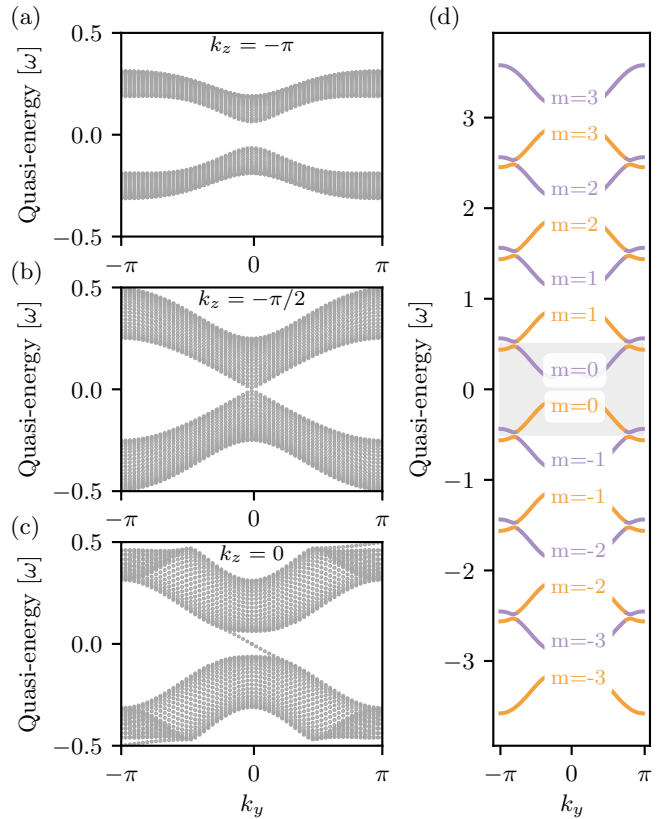 (a)
0.5
0.0
−0.5
Quasi-energy [ω]
k_z = −π
−π
0
π
(b)
0.5
0.0
−0.5
Quasi-energy [ω]
k_z = −π/2
−π
0
π
(c)
0.5
0.0
−0.5
Quasi-energy [ω]
k_z = 0
−π
0
π
k_y
(d)
3
2
1
0
−1
−2
−3
Quasi-energy [ω]
m=3
m=3
m=2
m=2
m=1
m=1
m=0
m=0
m=-1
m=-1
m=-2
m=-2
m=-3
m=-3
−π
0
π
k_y